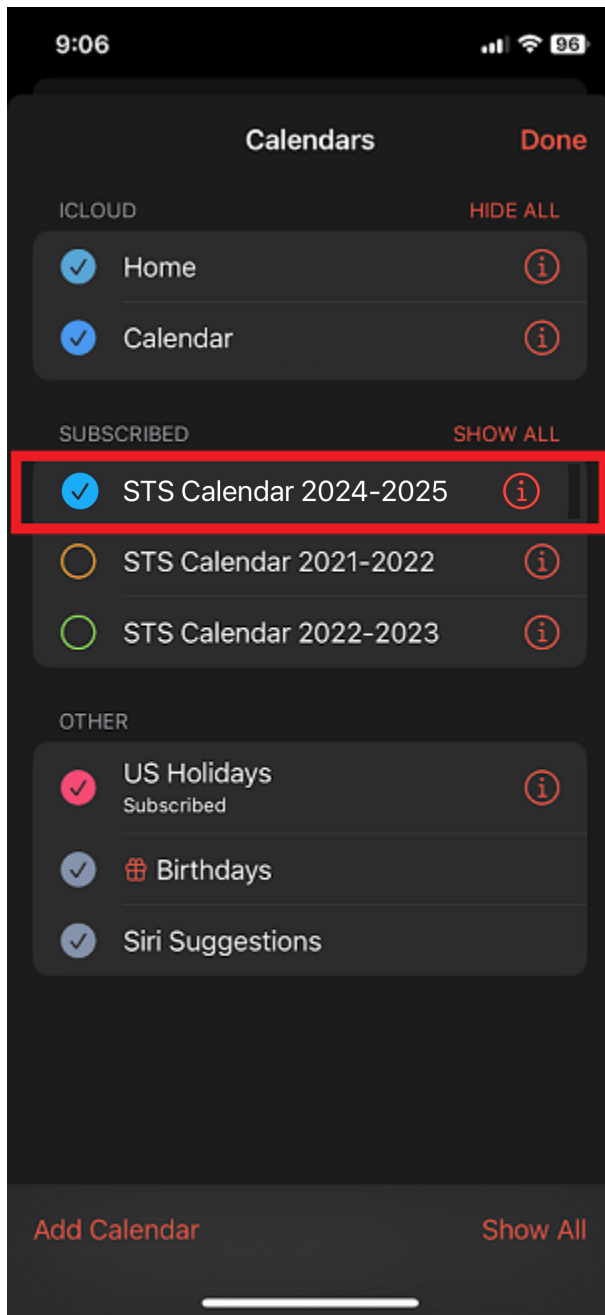 9:06
96
Calendars
Done
ICLOUD
HIDE ALL
Home
Calendar
SUBSCRIBED
SHOW ALL
STS Calendar 2024-2025
STS Calendar 2021-2022
STS Calendar 2022-2023
OTHER
US Holidays
Subscribed
Birthdays
Siri Suggestions
Add Calendar
Show All